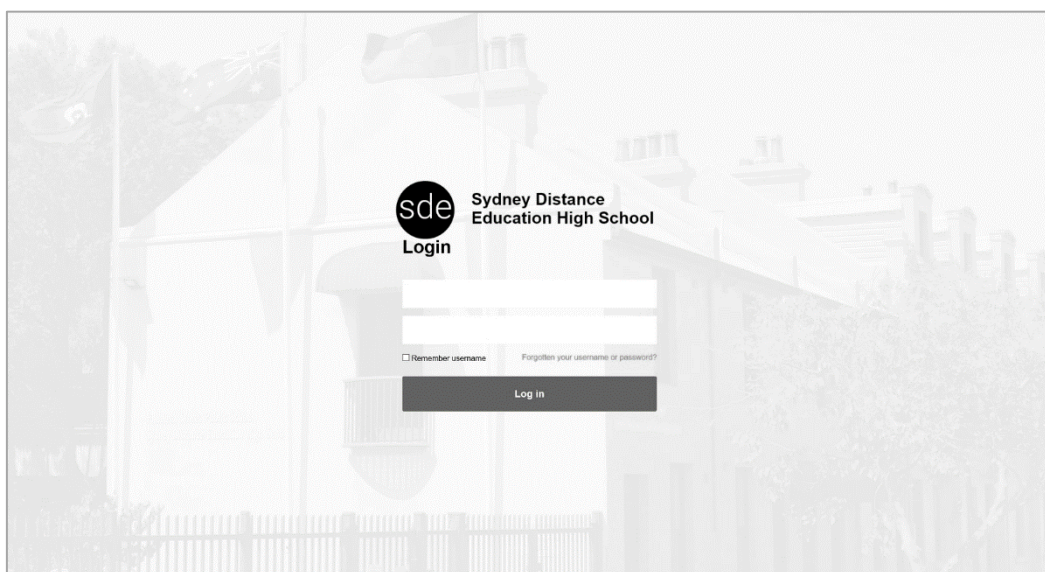 sde
Sydney Distance
Education High School
Login
Remember username
Forgotten your username or password?
Log in